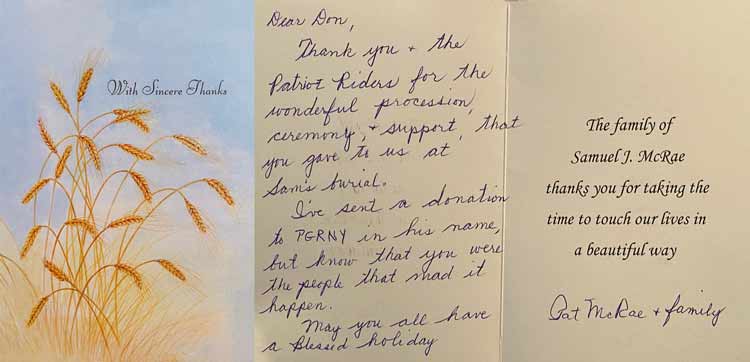 With Sincere Thanks
Dear Don,
Thank you + the
Patriot Riders for the
wonderful procession,
ceremony + support, that
you gave to us at
Sam's burial.
I've sent a donation
to PGRNY in his name,
but know that you were
the people that mad it
happen.
May you all have
a Blessed holiday
The family of
Samuel J. McRae
thanks you for taking the
time to touch our lives in
a beautiful way
Pat McRae + family